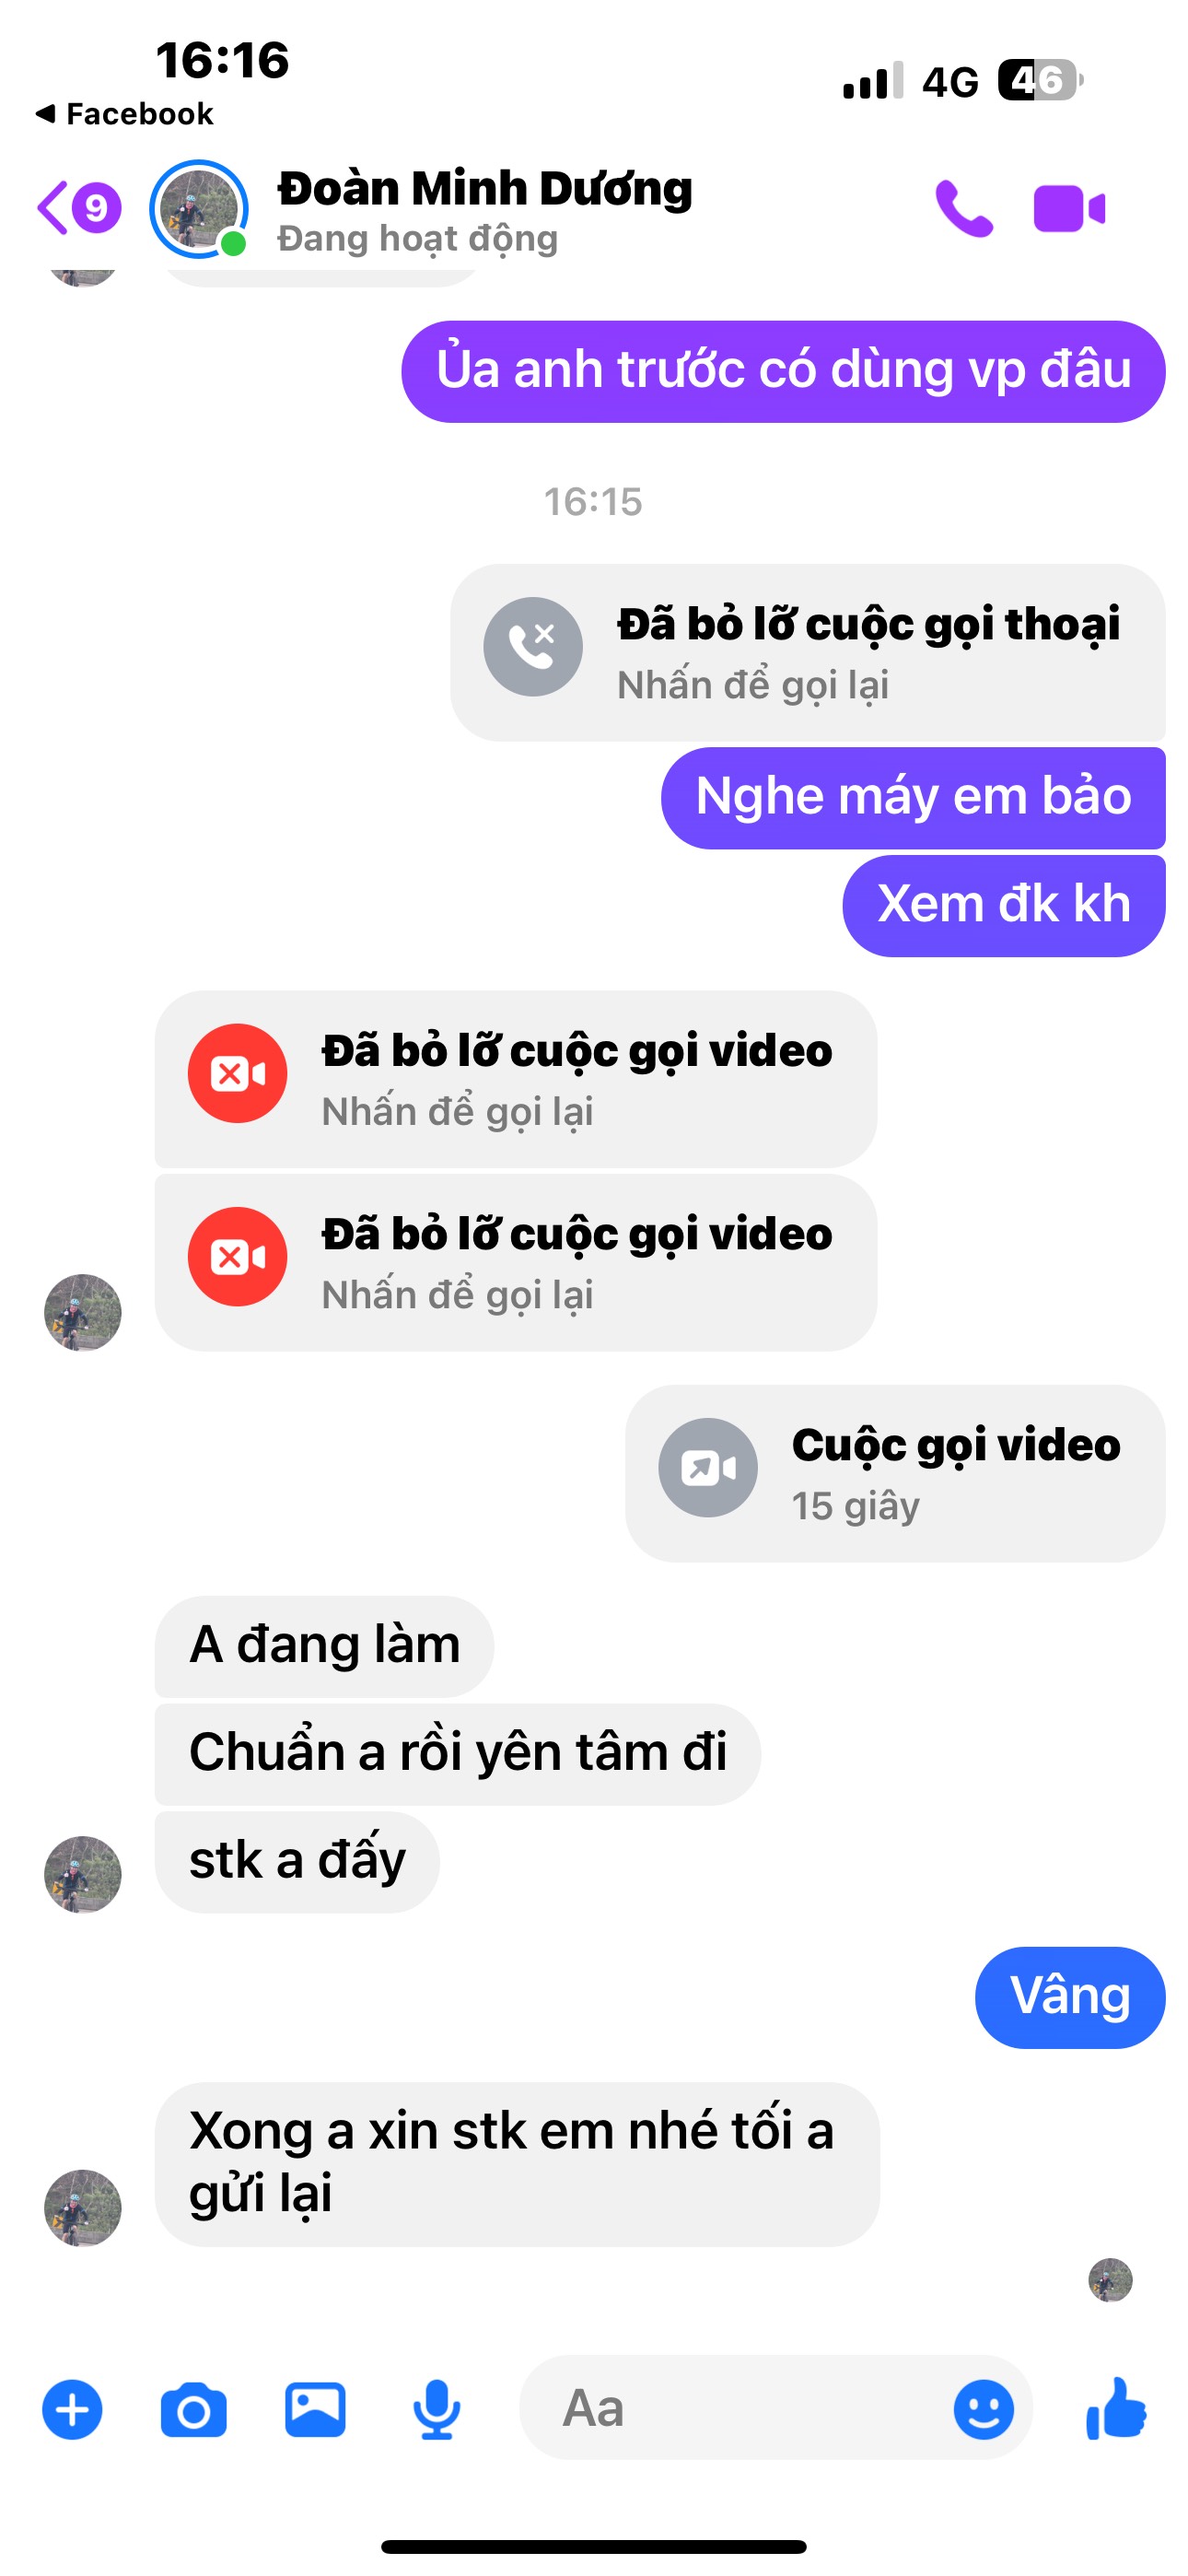 16:16
4G
46
Facebook
9
Đoàn Minh Dương
Đang hoạt động
Ủa anh trước có dùng vp đâu
16:15
Đã bỏ lỡ cuộc gọi thoại
Nhấn để gọi lại
Nghe máy em bảo
Xem đk kh
Đã bỏ lỡ cuộc gọi video
Nhấn để gọi lại
Đã bỏ lỡ cuộc gọi video
Nhấn để gọi lại
Cuộc gọi video
15 giây
A đang làm
Chuẩn a rồi yên tâm đi
stk a đấy
Vâng
Xong a xin stk em nhé tối a
gửi lại
Aa